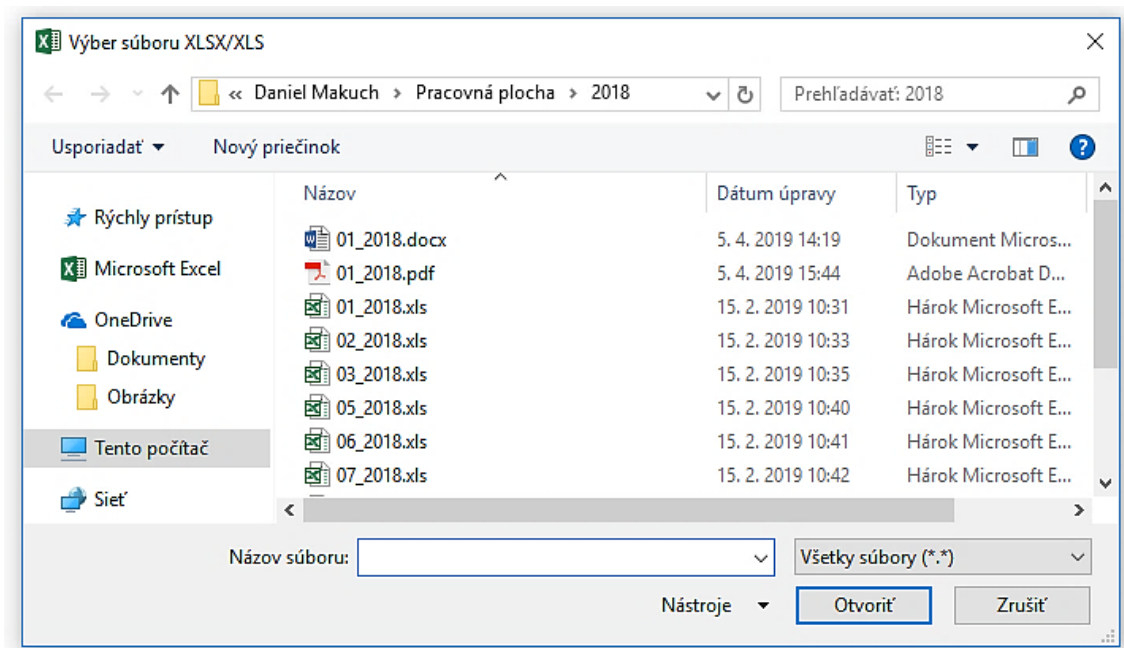 Výber súboru XLSX/XLS
« Daniel Makuch > Pracovná plocha > 2018
Prehľadávať: 2018
Usporiadať
Nový priečinok
Rýchly prístup
Microsoft Excel
OneDrive
Dokumenty
Obrázky
Tento počítač
Sieť
Názov Dátum úpravy Typ
01_2018.docx 5. 4. 2019 14:19 Dokument Micros...
01_2018.pdf 5. 4. 2019 15:44 Adobe Acrobat D...
01_2018.xls 15. 2. 2019 10:31 Hárok Microsoft E...
02_2018.xls 15. 2. 2019 10:33 Hárok Microsoft E...
03_2018.xls 15. 2. 2019 10:35 Hárok Microsoft E...
05_2018.xls 15. 2. 2019 10:40 Hárok Microsoft E...
06_2018.xls 15. 2. 2019 10:41 Hárok Microsoft E...
07_2018.xls 15. 2. 2019 10:42 Hárok Microsoft E...
Názov súboru:
Všetky súbory (*.*)
Nástroje
Otvoriť
Zrušiť